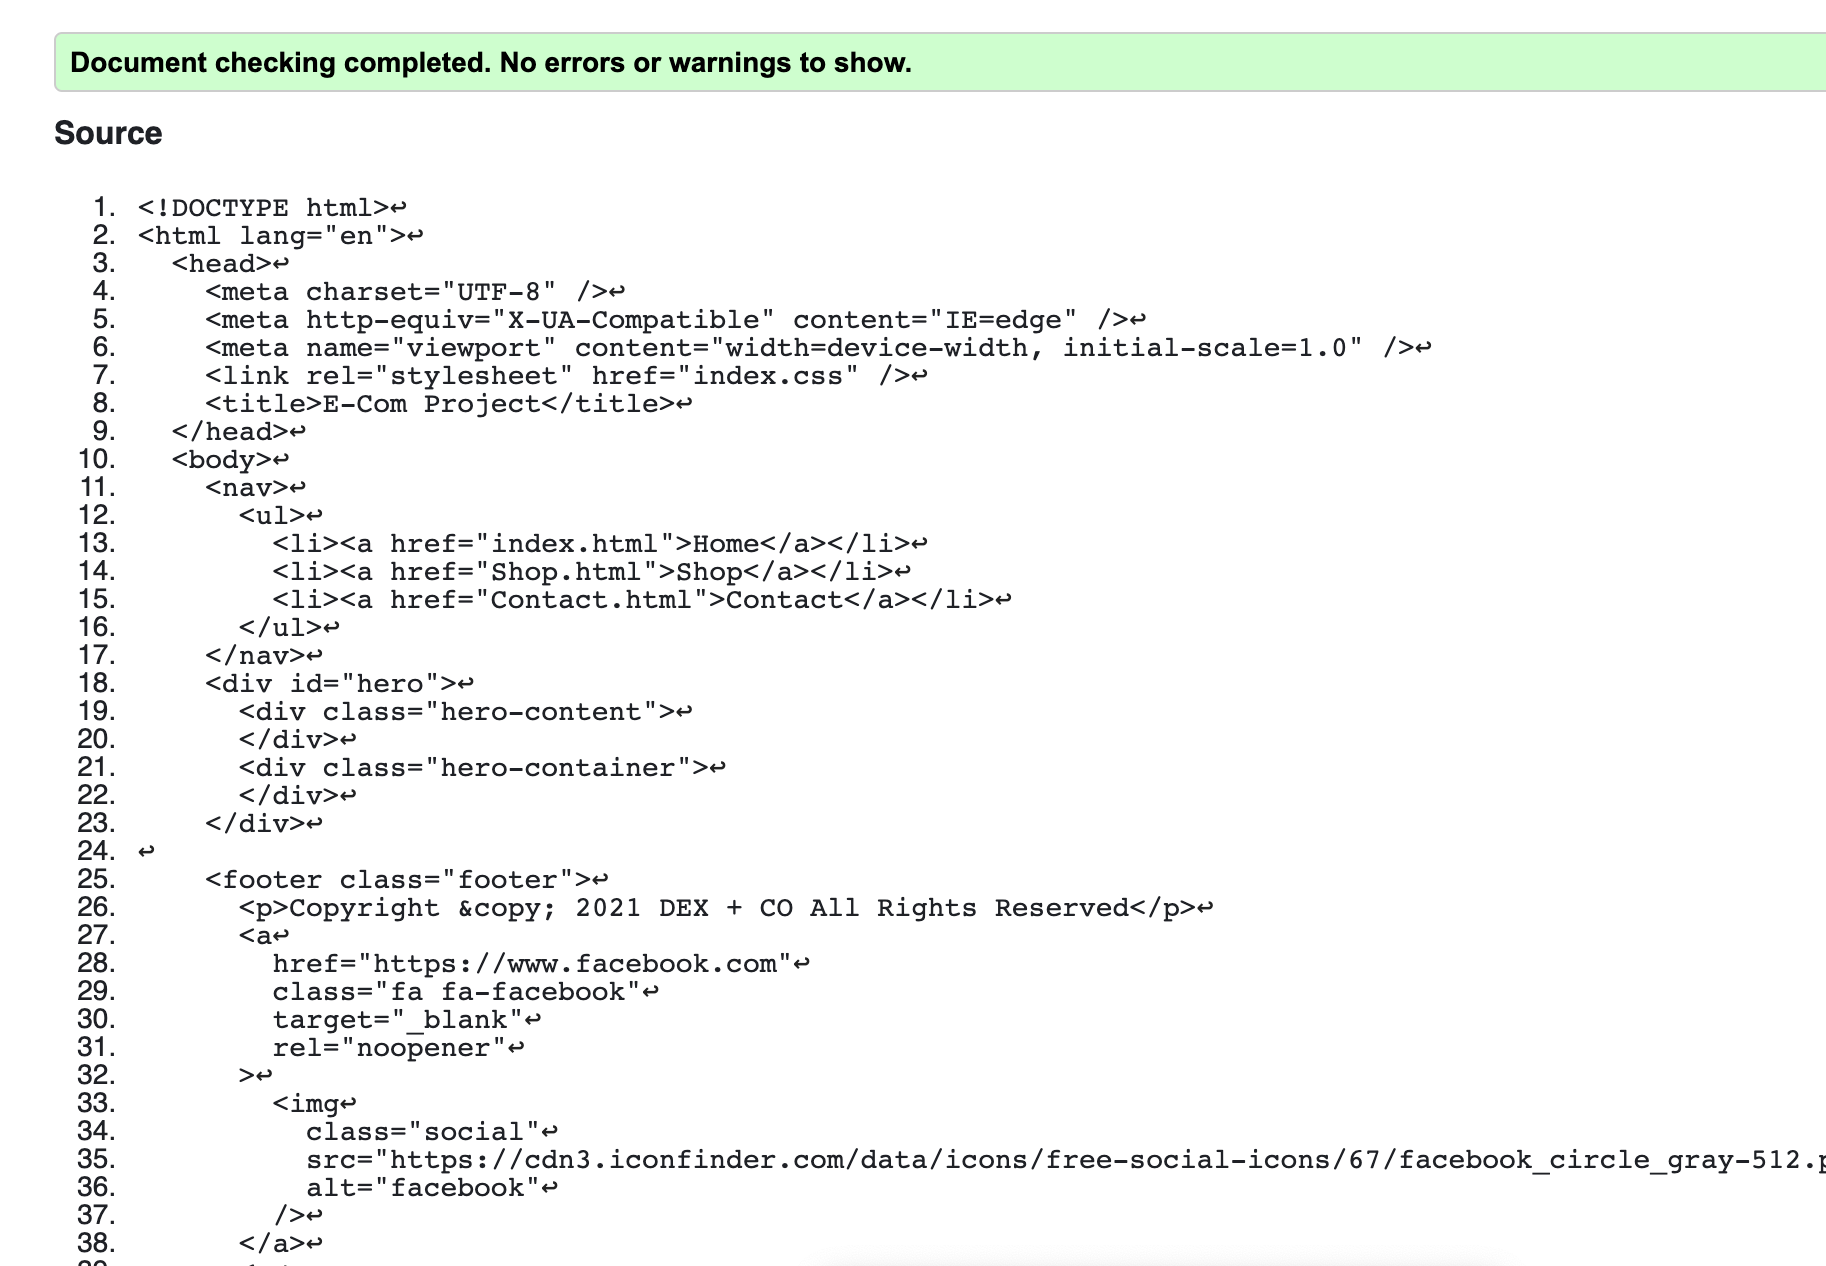 Document checking completed. No errors or warnings to show.
Source
1. <!DOCTYPE html>↩
2. <html lang="en">↩
3.   <head>↩
4.     <meta charset="UTF-8" />↩
5.     <meta http-equiv="X-UA-Compatible" content="IE=edge" />↩
6.     <meta name="viewport" content="width=device-width, initial-scale=1.0" />↩
7.     <link rel="stylesheet" href="index.css" />↩
8.     <title>E-Com Project</title>↩
9.   </head>↩
10.   <body>↩
11.     <nav>↩
12.       <ul>↩
13.         <li><a href="index.html">Home</a></li>↩
14.         <li><a href="Shop.html">Shop</a></li>↩
15.         <li><a href="Contact.html">Contact</a></li>↩
16.       </ul>↩
17.     </nav>↩
18.     <div id="hero">↩
19.       <div class="hero-content">↩
20.       </div>↩
21.       <div class="hero-container">↩
22.       </div>↩
23.     </div>↩
24. ↩
25.     <footer class="footer">↩
26.       <p>Copyright &copy; 2021 DEX + CO All Rights Reserved</p>↩
27.       <a↩
28.         href="https://www.facebook.com"↩
29.         class="fa fa-facebook"↩
30.         target="_blank"↩
31.         rel="noopener"↩
32.       >↩
33.         <img↩
34.           class="social"↩
35.           src="https://cdn3.iconfinder.com/data/icons/free-social-icons/67/facebook_circle_gray-512.p
36.           alt="facebook"↩
37.         />↩
38.       </a>↩